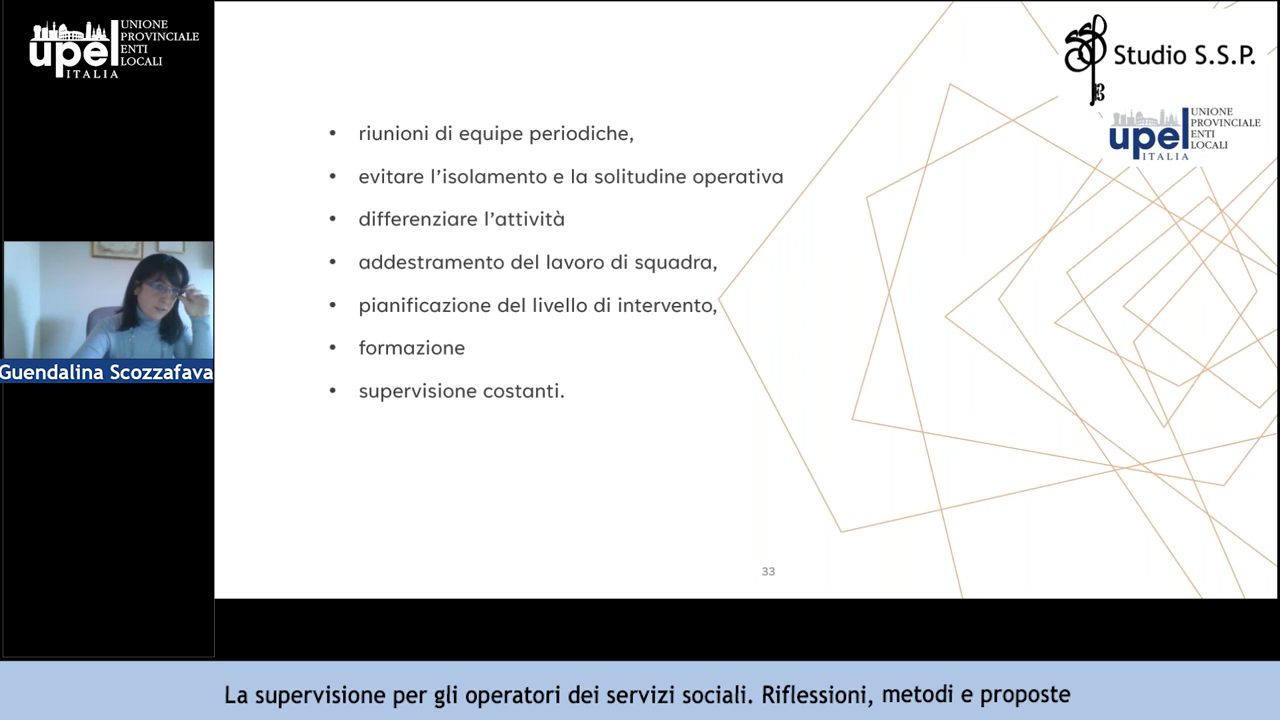 upel
ITALIA
UNIONE
PROVINCIALE
ENTI
LOCALI
Studio S.S.P.
upel
ITALIA
UNIONE
PROVINCIALE
ENTI
LOCALI
• riunioni di equipe periodiche,
• evitare l’isolamento e la solitudine operativa
• differenziare l’attività
• addestramento del lavoro di squadra,
• pianificazione del livello di intervento,
• formazione
• supervisione costanti.
Guendalina Scozzafava
33
La supervisione per gli operatori dei servizi sociali. Riflessioni, metodi e proposte